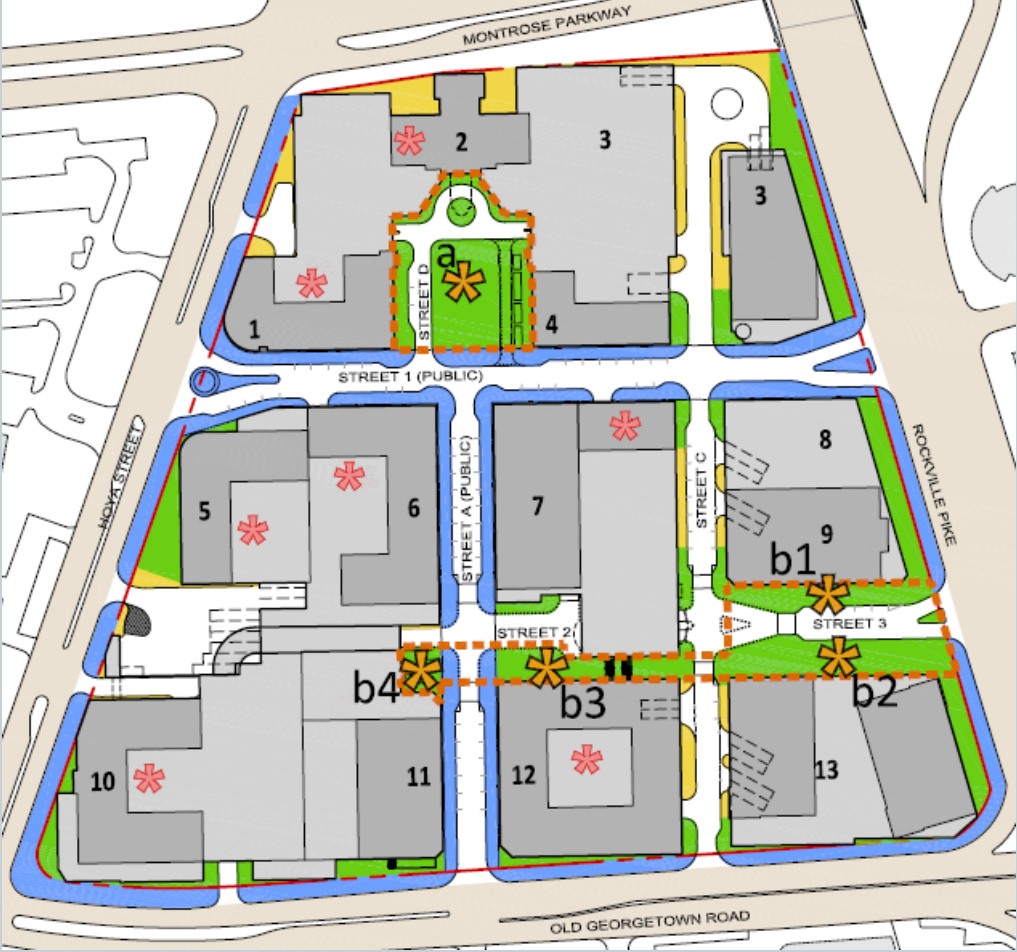 MONTROSE PARKWAY
2
3
3
a
STREET D
1
4
STREET 1 (PUBLIC)
HOYA STREET
ROCKVILLE PIKE
8
STREET A (PUBLIC)
STREET C
5
6
7
9
b1
STREET 2
STREET 3
b4
b3
b2
10
11
12
13
OLD GEORGETOWN ROAD